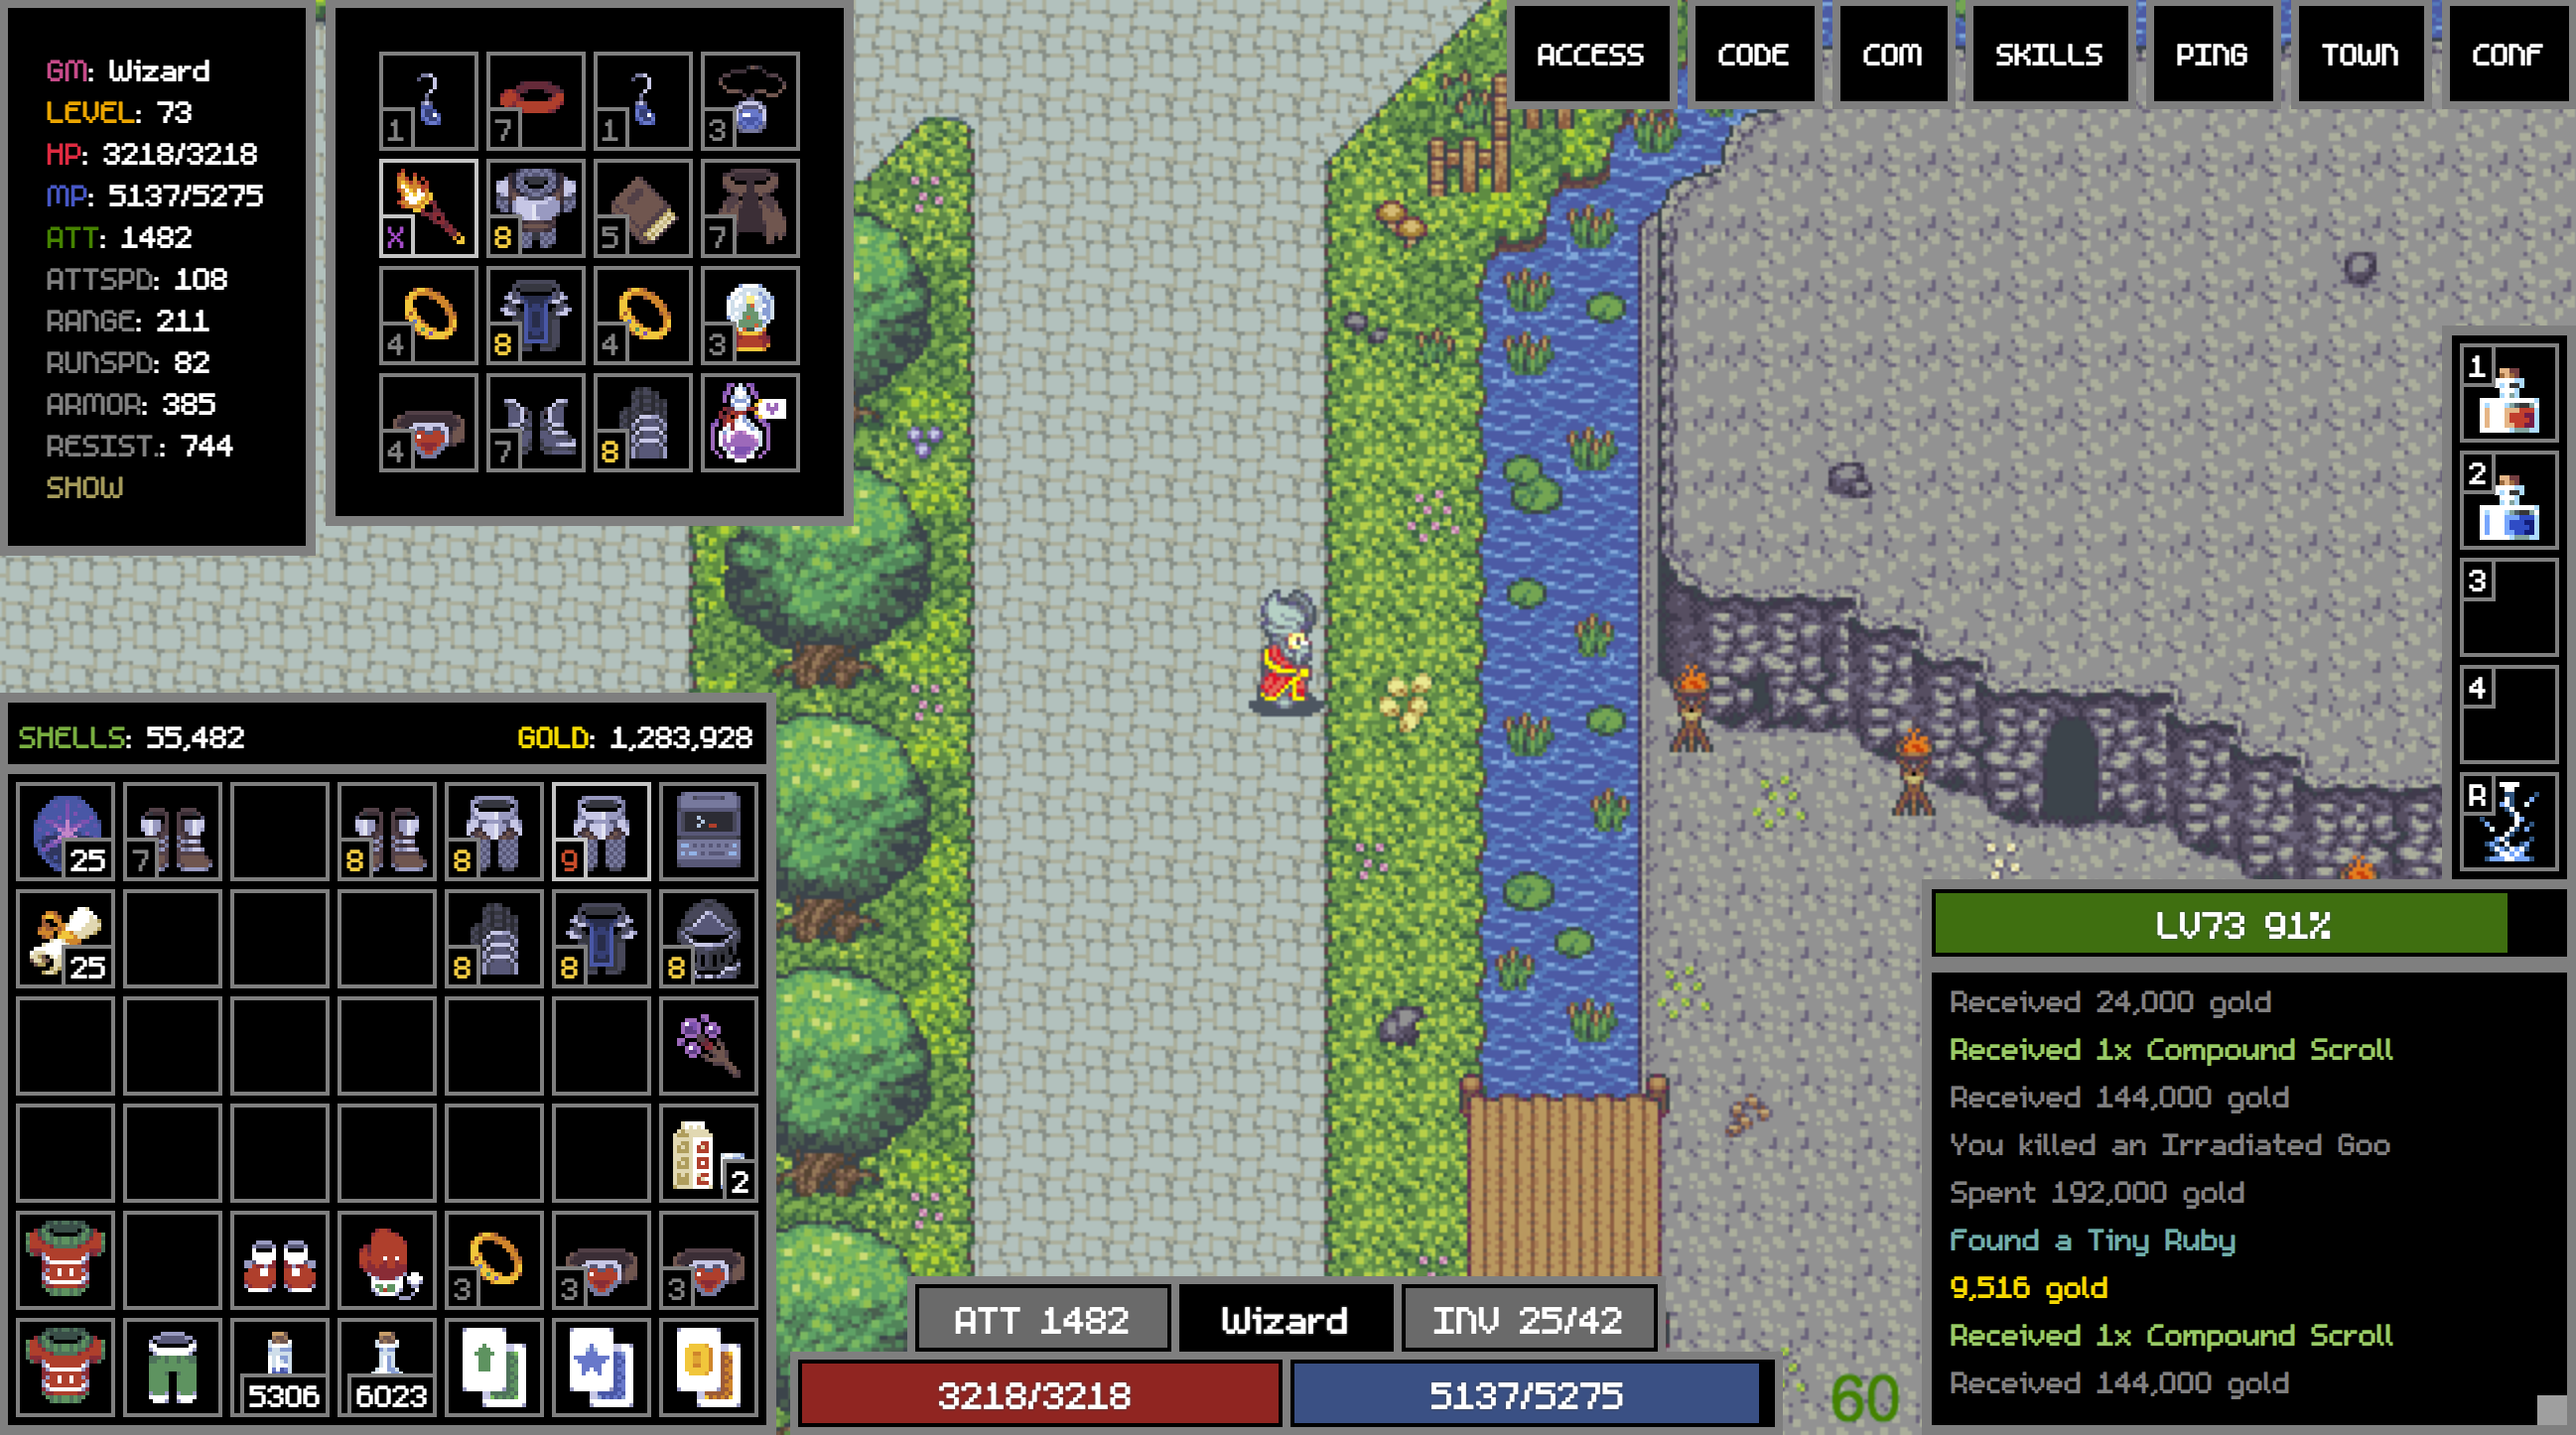 GM: Wizard
LEVEL: 73
HP: 3218/3218
MP: 5137/5275
ATT: 1482
ATTSPD: 108
RANGE: 211
RUNSPD: 82
ARMOR: 385
RESIST.: 744
SHOW
1 7 1 3
X 8 5 7
4 8 4 3
4 7 8
ACCESS CODE COM SKILLS PING TOWN CONF
1
2
3
4
R
SHELLS: 55,482 GOLD: 1,283,928
25 7 8 8 9
25 8 8 8
2
3 3 3
5306 6023
ATT 1482 Wizard INV 25/42
3218/3218 5137/5275
60
LV73 91%
Received 24,000 gold
Received 1x Compound Scroll
Received 144,000 gold
You killed an Irradiated Goo
Spent 192,000 gold
Found a Tiny Ruby
9,516 gold
Received 1x Compound Scroll
Received 144,000 gold